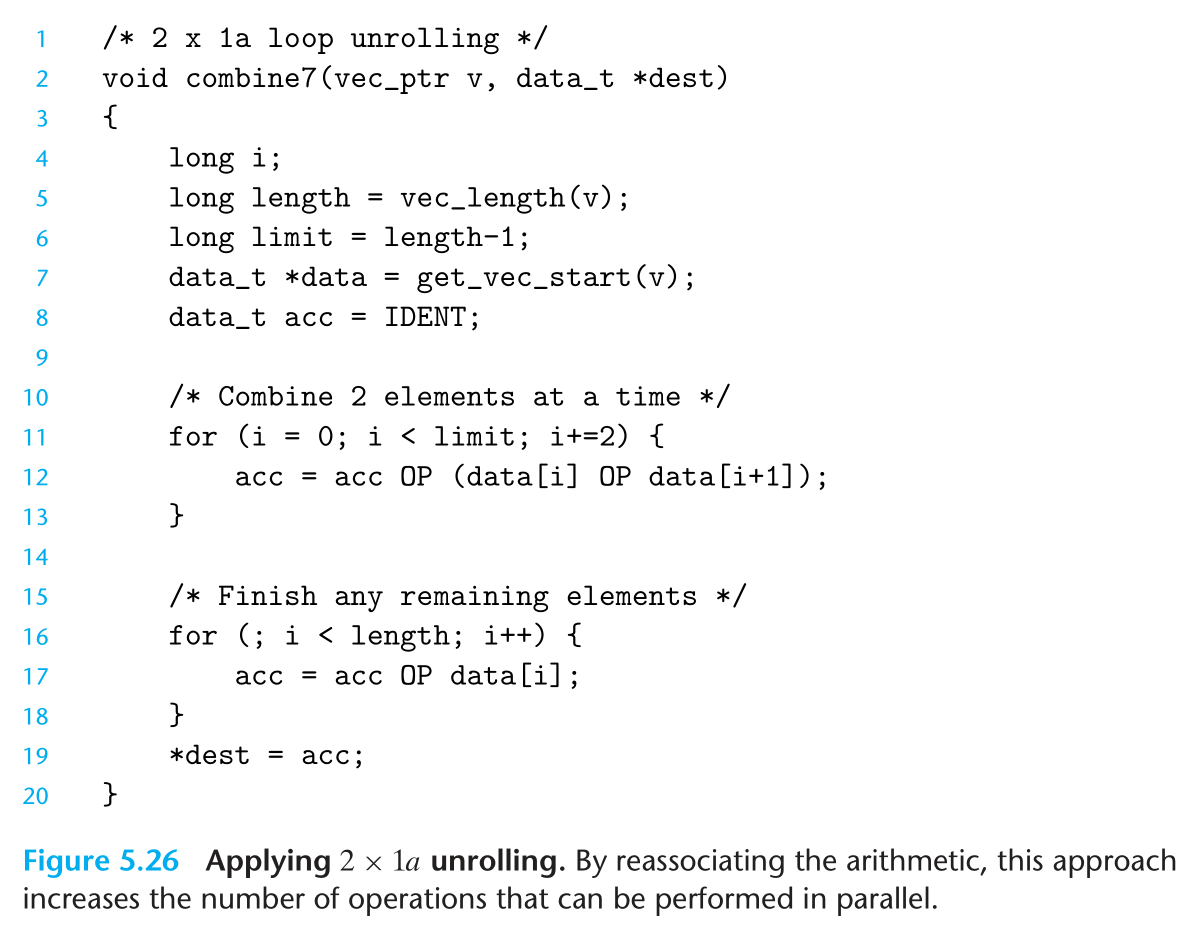 1 /* 2 x 1a loop unrolling */
2 void combine7(vec_ptr v, data_t *dest)
3 {
4     long i;
5     long length = vec_length(v);
6     long limit = length-1;
7     data_t *data = get_vec_start(v);
8     data_t acc = IDENT;
9
10     /* Combine 2 elements at a time */
11     for (i = 0; i < limit; i+=2) {
12         acc = acc OP (data[i] OP data[i+1]);
13     }
14
15     /* Finish any remaining elements */
16     for (; i < length; i++) {
17         acc = acc OP data[i];
18     }
19     *dest = acc;
20 }
Figure 5.26 Applying 2 × 1a unrolling. By reassociating the arithmetic, this approach
increases the number of operations that can be performed in parallel.